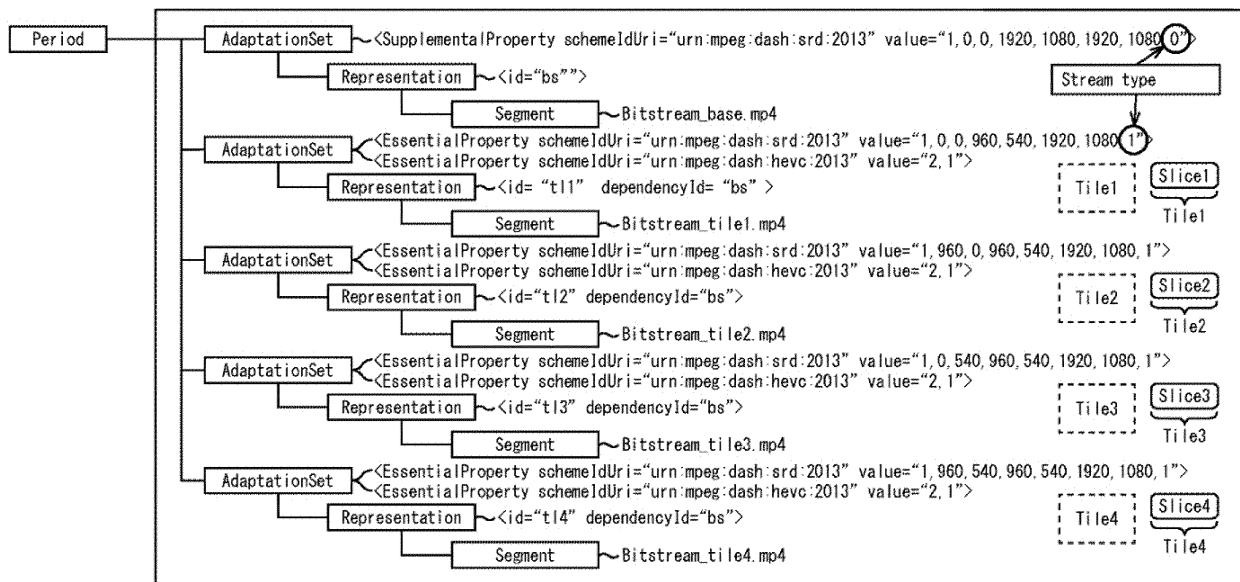 Period
AdaptationSet <SupplementalProperty schemeIdUri="urn:mpeg:dash:srd:2013" value="1,0,0,1920,1080,1920,1080,0">
Representation <id="bs"">
Stream type
Segment Bitstream_base.mp4
<EssentialProperty schemeIdUri="urn:mpeg:dash:srd:2013" value="1,0,0,960,540,1920,1080,1">
AdaptationSet
<EssentialProperty schemeIdUri="urn:mpeg:dash:hevc:2013" value="2,1">
Representation <id= "tl1" dependencyId= "bs" >
Tile1 Slice1
Tile1
Segment Bitstream_tile1.mp4
<EssentialProperty schemeIdUri="urn:mpeg:dash:srd:2013" value="1,960,0,960,540,1920,1080,1">
AdaptationSet
<EssentialProperty schemeIdUri="urn:mpeg:dash:hevc:2013" value="2,1">
Representation <id="tl2" dependencyId="bs">
Tile2 Slice2
Tile2
Segment Bitstream_tile2.mp4
<EssentialProperty schemeIdUri="urn:mpeg:dash:srd:2013" value="1,0,540,960,540,1920,1080,1">
AdaptationSet
<EssentialProperty schemeIdUri="urn:mpeg:dash:hevc:2013" value="2,1">
Representation <id="tl3" dependencyId="bs">
Tile3 Slice3
Tile3
Segment Bitstream_tile3.mp4
<EssentialProperty schemeIdUri="urn:mpeg:dash:srd:2013" value="1,960,540,960,540,1920,1080,1">
AdaptationSet
<EssentialProperty schemeIdUri="urn:mpeg:dash:hevc:2013" value="2,1">
Representation <id="tl4" dependencyId="bs">
Tile4 Slice4
Tile4
Segment Bitstream_tile4.mp4